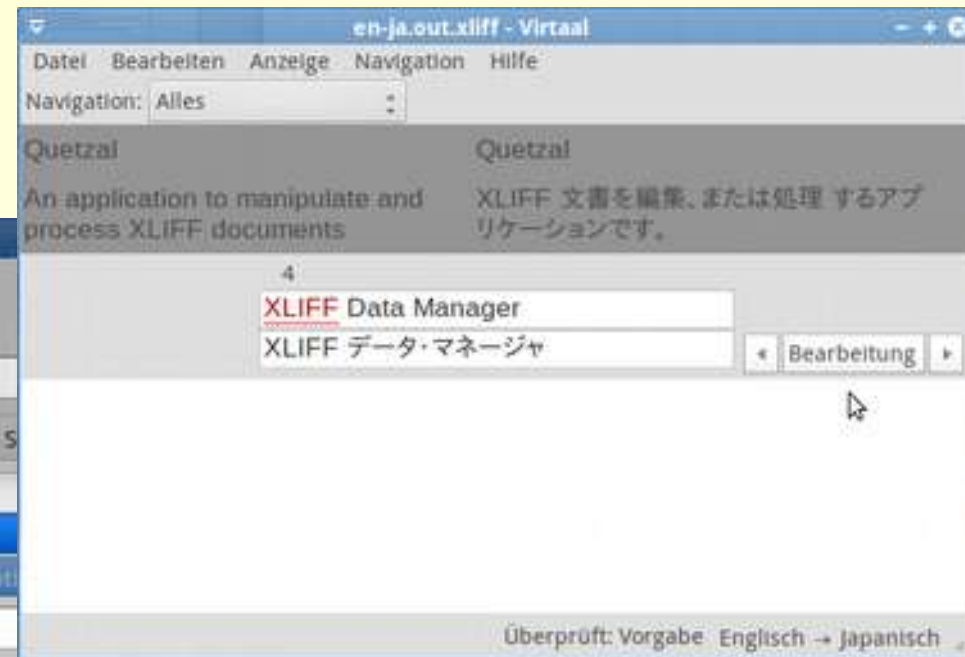 en-ja.out.xliff - Virtaal
Datei Bearbeiten Anzeige Navigation Hilfe
Navigation: Alles
Quetzal Quetzal
An application to manipulate and XLIFF 文書を編集、または処理 するアプ
process XLIFF documents リケーションです。
4
XLIFF Data Manager
XLIFF データ・マネージャ
Bearbeitung
Überprüft: Vorgabe Englisch → Japanisch